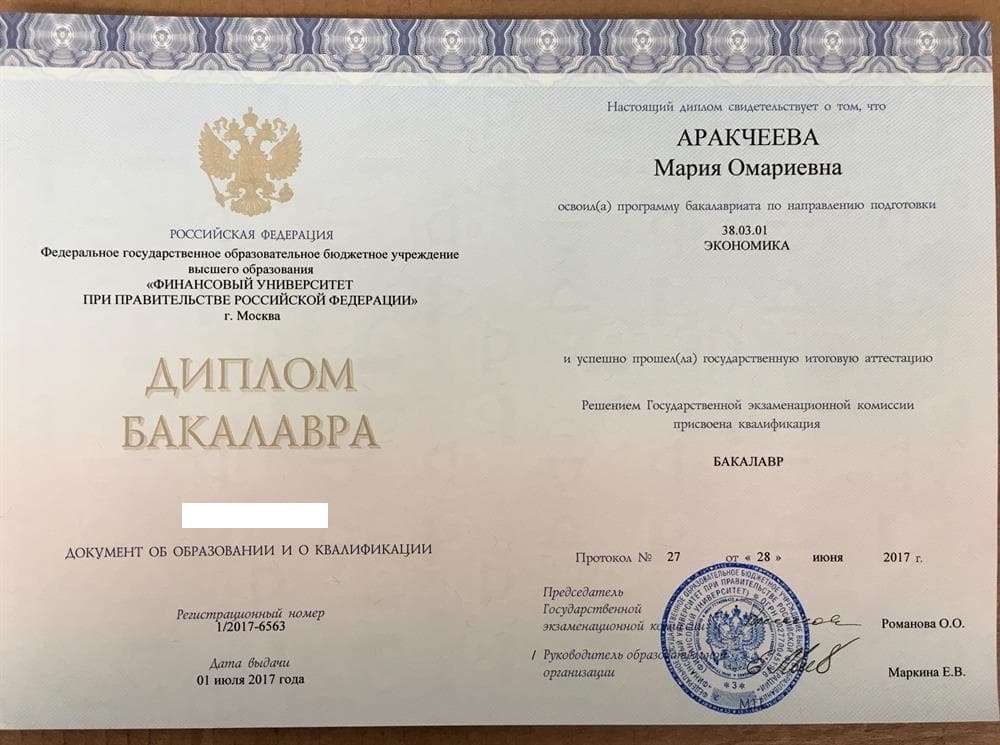 РОССИЙСКАЯ ФЕДЕРАЦИЯ
Федеральное государственное образовательное бюджетное учреждение
высшего образования
«ФИНАНСОВЫЙ УНИВЕРСИТЕТ
ПРИ ПРАВИТЕЛЬСТВЕ РОССИЙСКОЙ ФЕДЕРАЦИИ»
г. Москва
ДИПЛОМ
БАКАЛАВРА
ДОКУМЕНТ ОБ ОБРАЗОВАНИИ И О КВАЛИФИКАЦИИ
Регистрационный номер
1/2017-6563
Дата выдачи
01 июля 2017 года
Настоящий диплом свидетельствует о том, что
АРАКЧЕЕВА
Мария Омариевна
освоил(а) программу бакалавриата по направлению подготовки
38.03.01
ЭКОНОМИКА
и успешно прошел(ла) государственную итоговую аттестацию
Решением Государственной экзаменационной комиссии
присвоена квалификация
БАКАЛАВР
Протокол № 27 от « 28 » июня 2017 г.
Председатель
Государственной
экзаменационной комиссии
Романова О.О.
/ Руководитель образовательной
организации
Маркина Е.В.